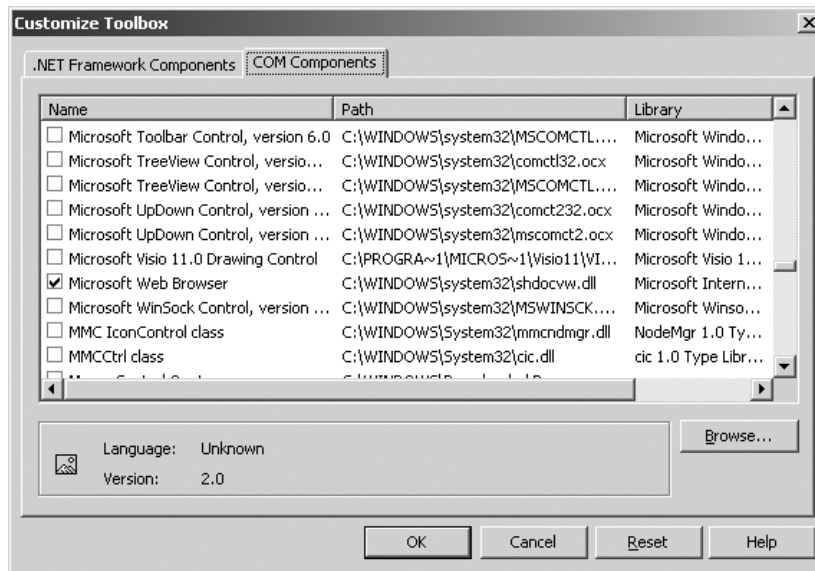 Customize Toolbox
.NET Framework Components COM Components
Name Path Library
Microsoft Toolbar Control, version 6.0 C:\WINDOWS\system32\MSCOMCTL.... Microsoft Windo...
Microsoft TreeView Control, versio... C:\WINDOWS\system32\comctl32.ocx Microsoft Windo...
Microsoft TreeView Control, versio... C:\WINDOWS\system32\MSCOMCTL.... Microsoft Windo...
Microsoft UpDown Control, version ... C:\WINDOWS\system32\comct232.ocx Microsoft Windo...
Microsoft UpDown Control, version ... C:\WINDOWS\system32\mscomct2.ocx Microsoft Windo...
Microsoft Visio 11.0 Drawing Control C:\PROGRA~1\MICROS~1\Visio11\VI... Microsoft Visio 1...
Microsoft Web Browser C:\WINDOWS\system32\shdocvw.dll Microsoft Intern...
Microsoft WinSock Control, version ... C:\WINDOWS\system32\MSWINSCK.... Microsoft Winso...
MMC IconControl class C:\WINDOWS\System32\mmcndmgr.dll NodeMgr 1.0 Ty...
MMCCtrl class C:\WINDOWS\System32\cic.dll cic 1.0 Type Libr...
Browse...
Language: Unknown
Version: 2.0
OK Cancel Reset Help